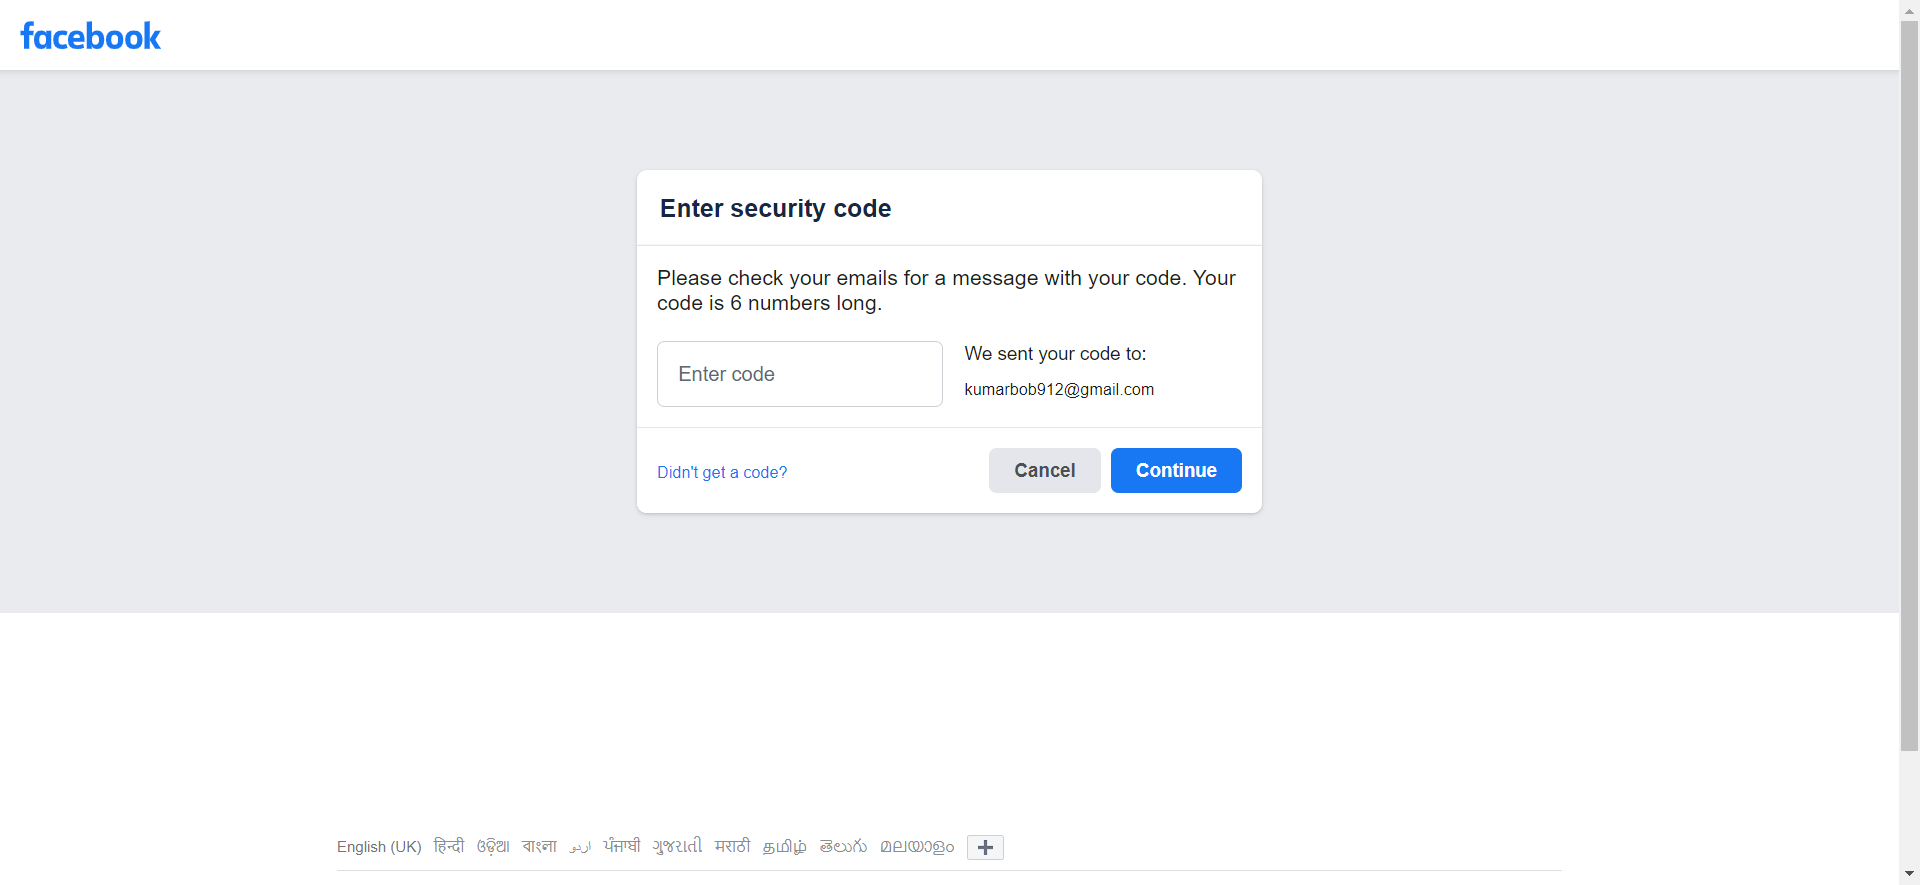 facebook
Enter security code
Please check your emails for a message with your code. Your
code is 6 numbers long.
Enter code
We sent your code to:
kumarbob912@gmail.com
Didn't get a code?
Cancel
Continue
English (UK) हिन्दी ଓଡ଼ିଆ বাংলা اردو ਪੰਜਾਬੀ ગુજરાતી मराठी தமிழ் తెలుగు മലയാളം